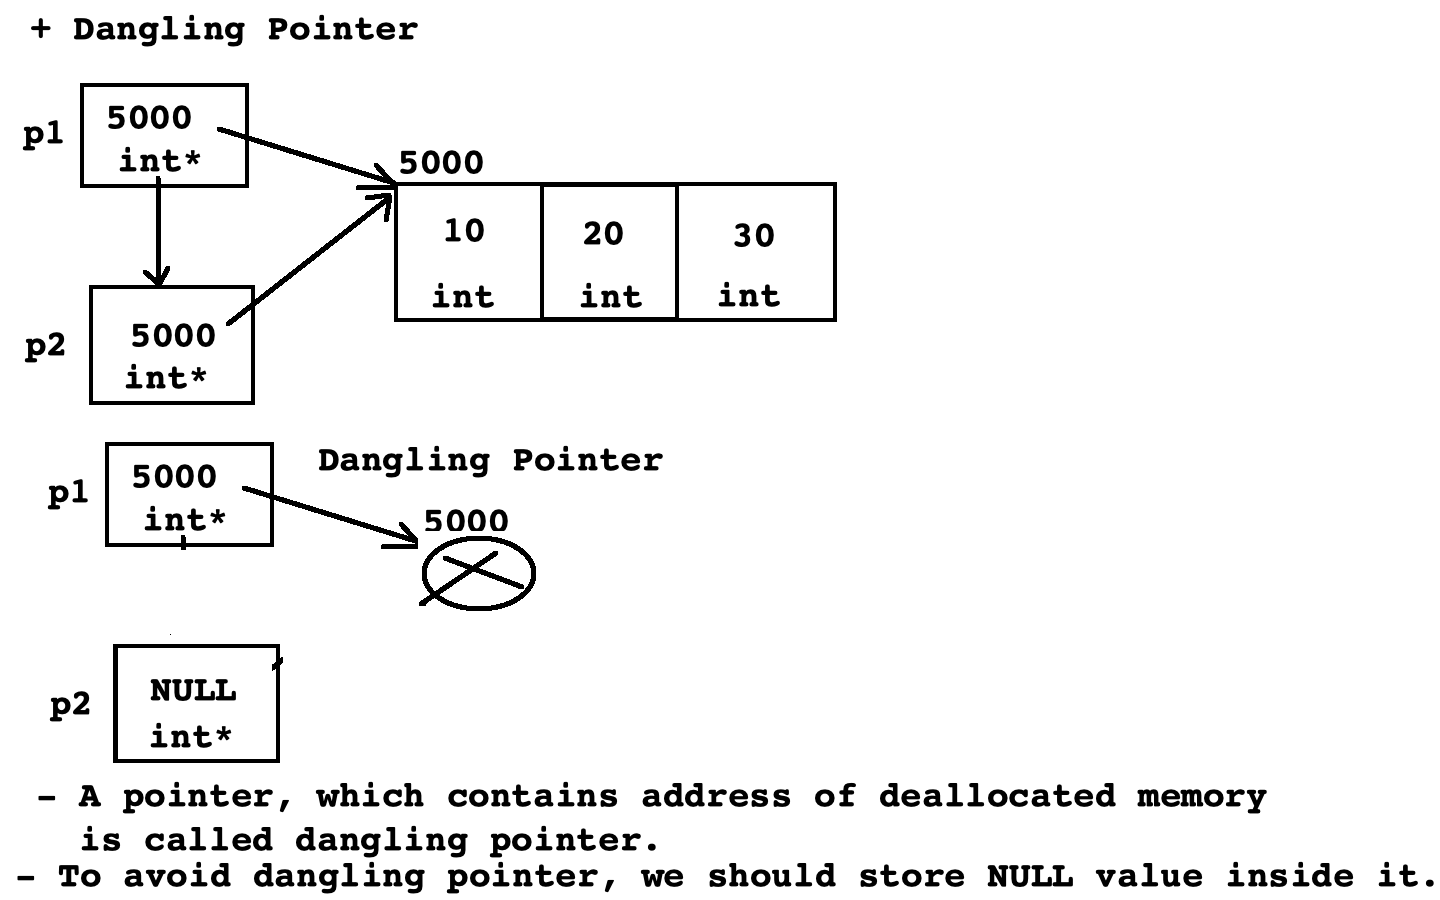 + Dangling Pointer
5000
p1
int*
5000
10 20 30
int int int
5000
p2
int*
Dangling Pointer
5000
p1
int*
5000
NULL
p2
int*
- A pointer, which contains address of deallocated memory
is called dangling pointer.
- To avoid dangling pointer, we should store NULL value inside it.